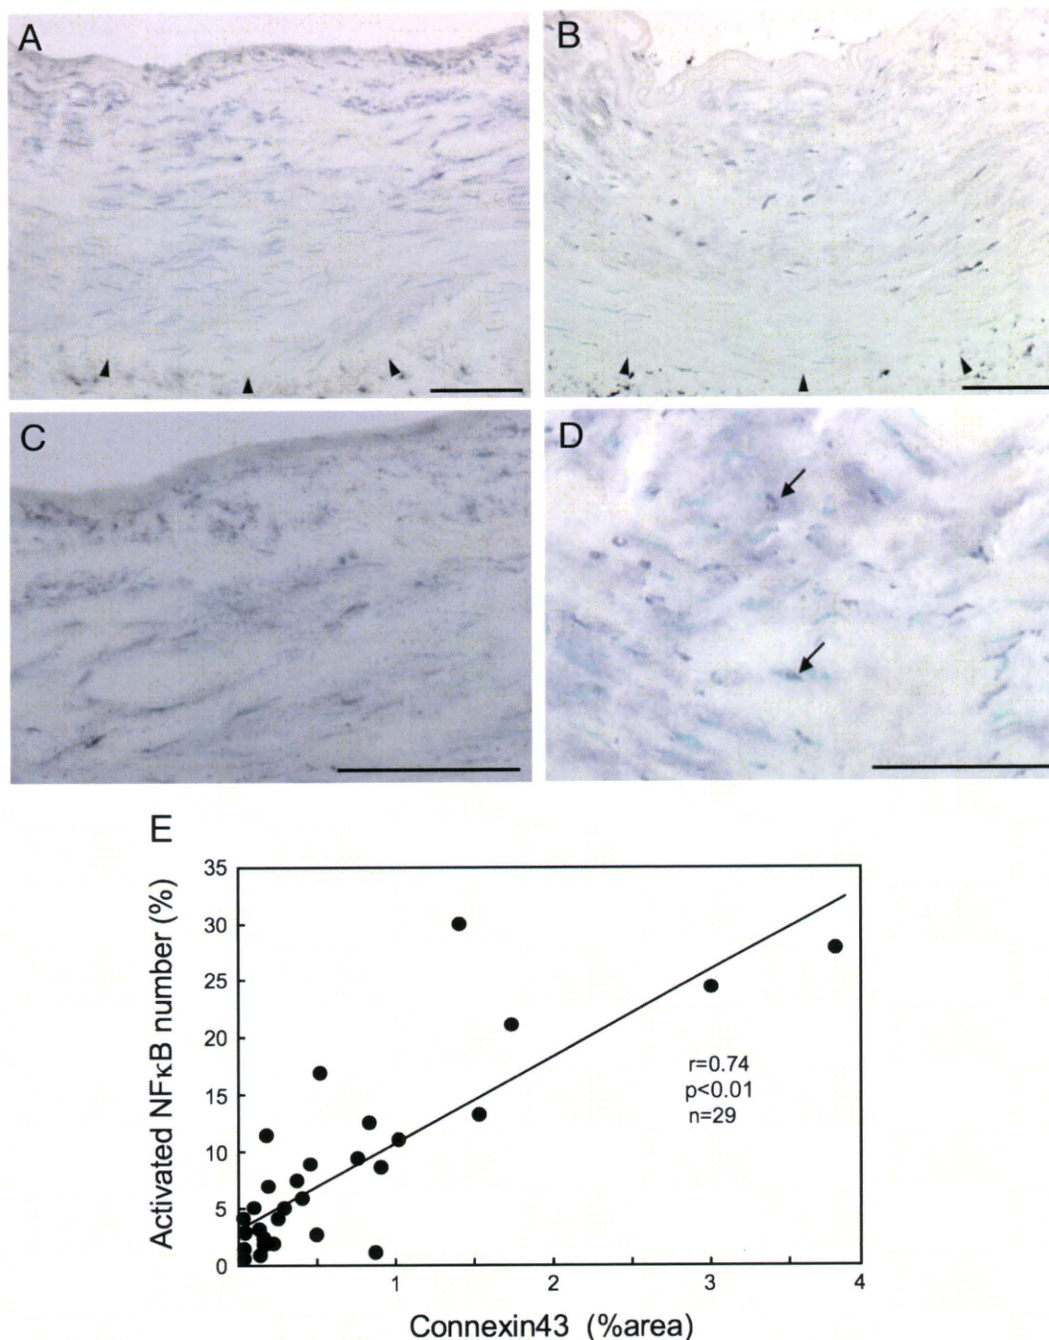 A
B
C
D
E
35
30
25
20
15
10
5
0
Activated NFκB number (%)
r=0.74
p<0.01
n=29
1
2
3
4
Connexin43 (%area)